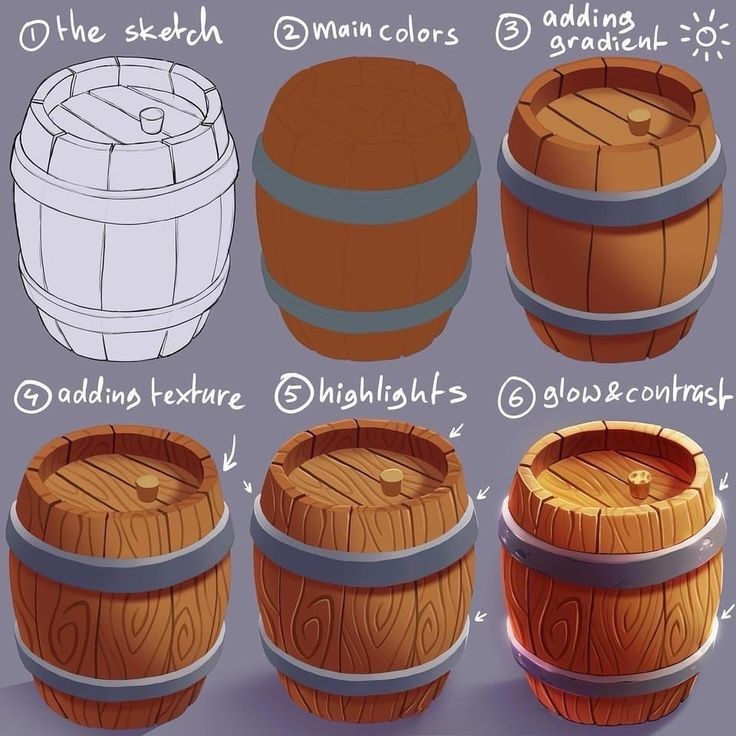 1 the sketch
2 main colors
3 adding
gradient
4 adding texture
5 highlights
6 glow & contrast